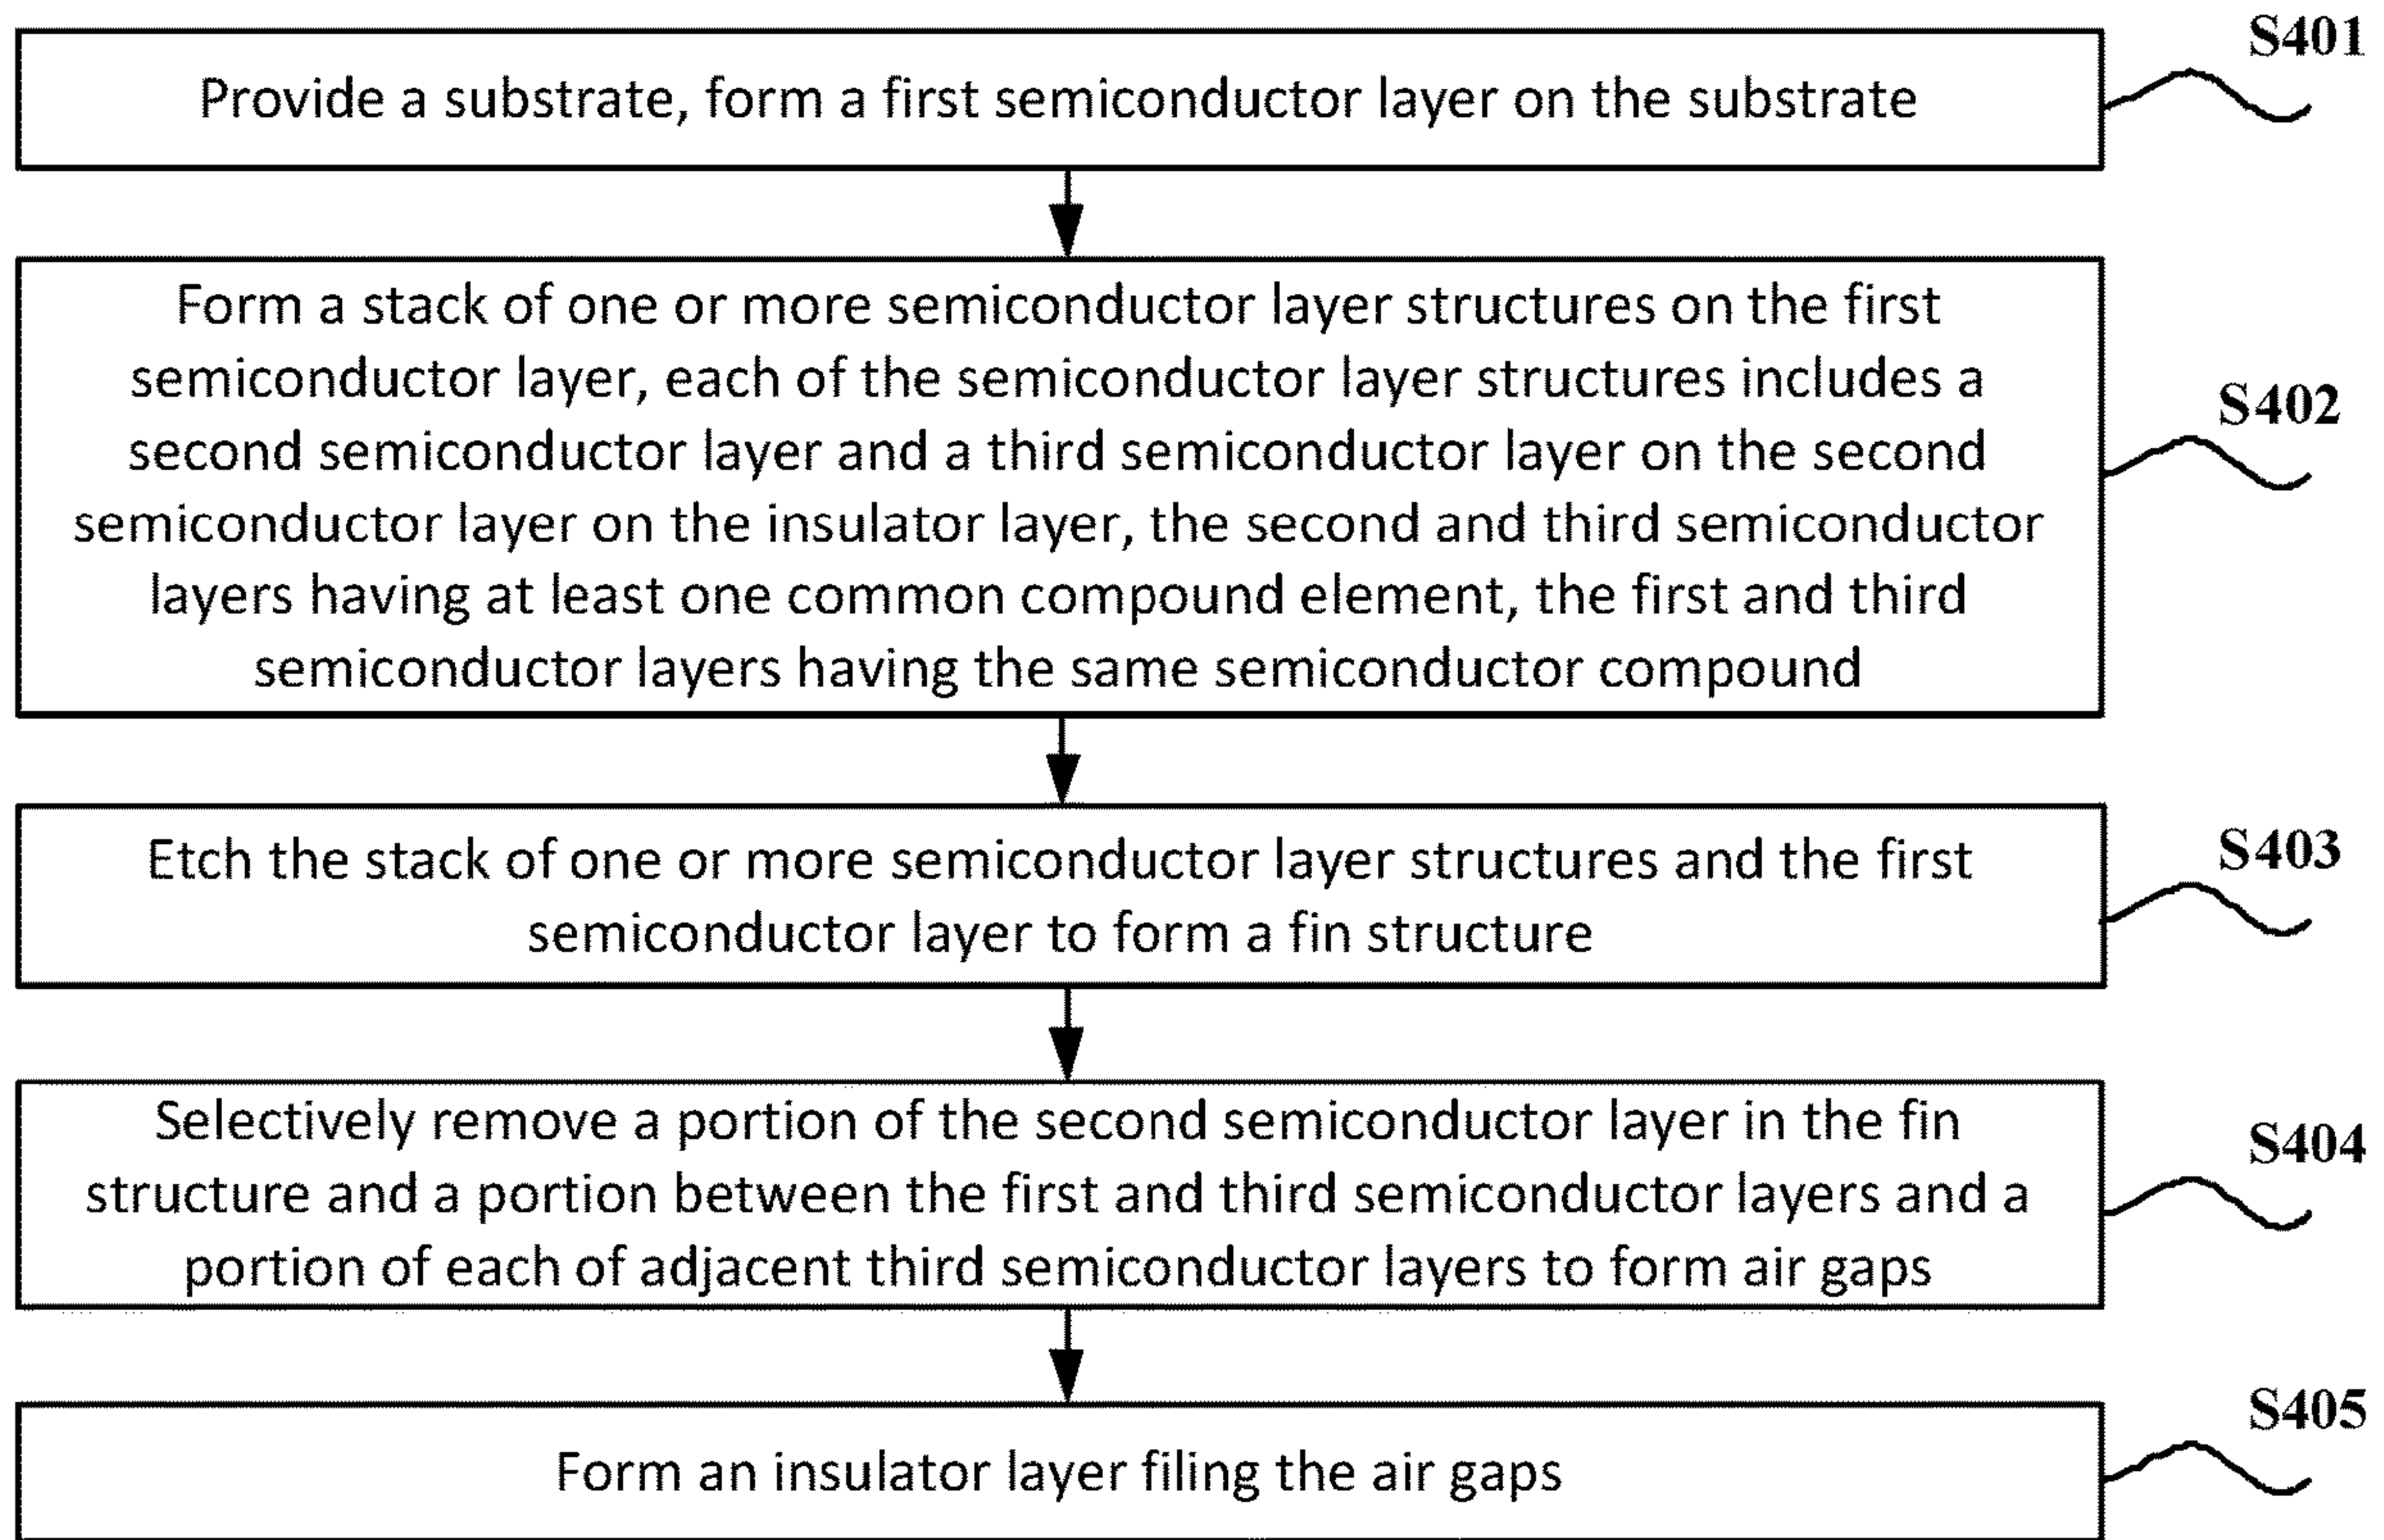 S401
Provide a substrate, form a first semiconductor layer on the substrate
Form a stack of one or more semiconductor layer structures on the first
semiconductor layer, each of the semiconductor layer structures includes a
S402
second semiconductor layer and a third semiconductor layer on the second
semiconductor layer on the insulator layer, the second and third semiconductor
layers having at least one common compound element, the first and third
semiconductor layers having the same semiconductor compound
S403
Etch the stack of one or more semiconductor layer structures and the first
semiconductor layer to form a fin structure
S404
Selectively remove a portion of the second semiconductor layer in the fin
structure and a portion between the first and third semiconductor layers and a
portion of each of adjacent third semiconductor layers to form air gaps
S405
Form an insulator layer filing the air gaps